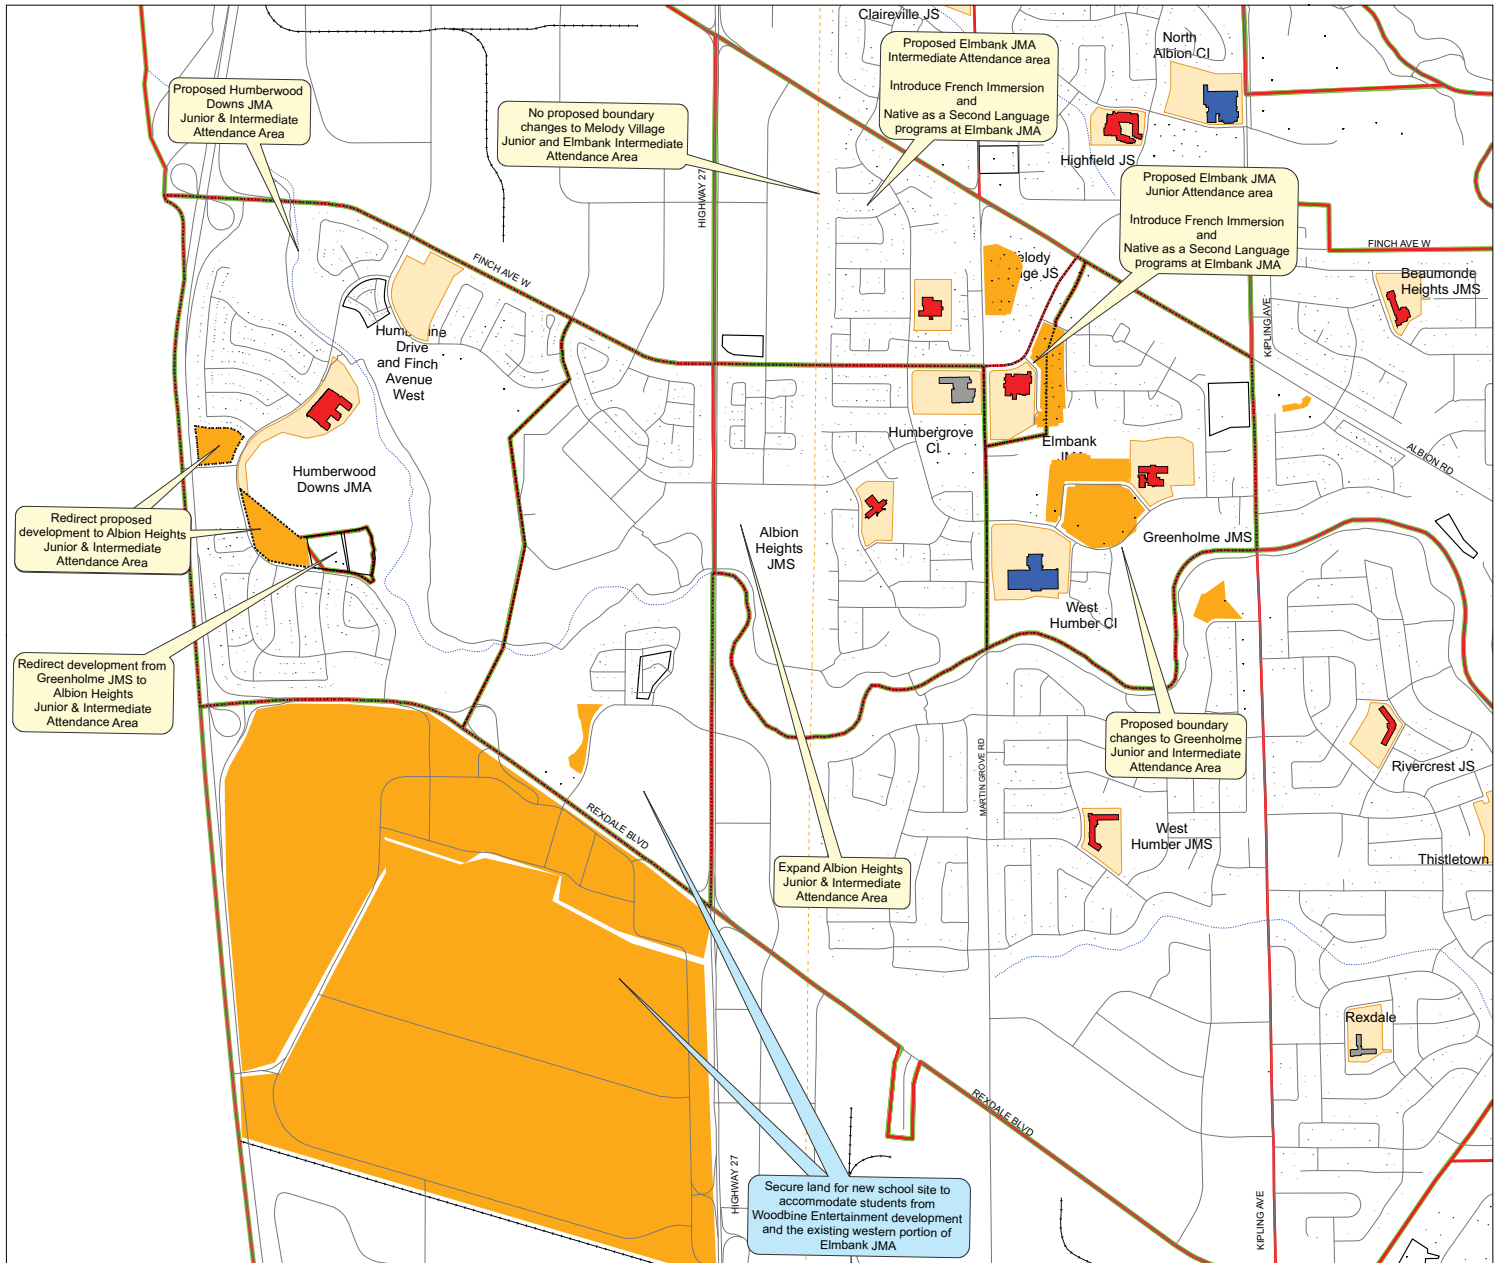 Claireville JS
North
Albion CI
Proposed Elmbank JMA
Intermediate Attendance area
Introduce French Immersion
and
Native as a Second Language
programs at Elmbank JMA
Proposed Humberwood
Downs JMA
Junior & Intermediate
Attendance Area
No proposed boundary
changes to Melody Village
Junior and Elmbank Intermediate
Attendance Area
Highfield JS
Proposed Elmbank JMA
Junior Attendance area
Introduce French Immersion
and
Native as a Second Language
programs at Elmbank JMA
HIGHWAY 27
FINCH AVE W
FINCH AVE W
JS
Beaumonde
Heights JMS
KIPLING AVE
Drive
and Finch
Avenue
West
ALBION RD
Humbergrove
CI
Elmbank
Humberwood
Downs JMA
Redirect proposed
development to Albion Heights
Junior & Intermediate
Attendance Area
Albion
Heights
JMS
Greenholme JMS
West
Humber CI
Redirect development from
Greenholme JMS to
Albion Heights
Junior & Intermediate
Attendance Area
Proposed boundary
changes to Greenholme
Junior and Intermediate
Attendance Area
MARTIN GROVE RD
Rivercrest JS
REXDALE BLVD
West
Humber JMS
Thistletown
Expand Albion Heights
Junior & Intermediate
Attendance Area
Rexdale
REXDALE BLVD
HIGHWAY 27
KIPLING AVE
Secure land for new school site to
accommodate students from
Woodbine Entertainment development
and the existing western portion of
Elmbank JMA